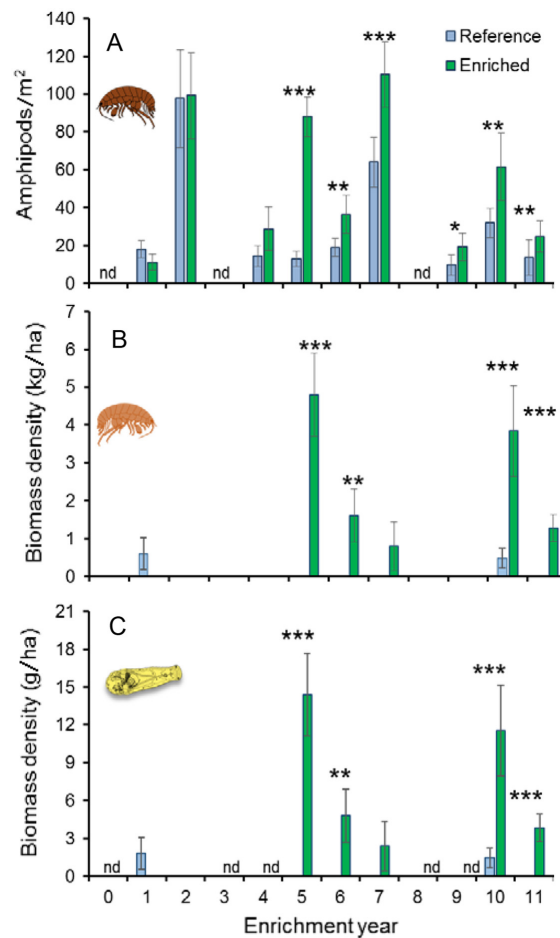 A
Reference
Enriched
Amphipods/m²
140
120
100
80
60
40
20
0
nd
nd
***
**
***
nd
*
**
**
B
Biomass density (kg/ha)
7
6
5
4
3
2
1
0
***
**
***
***
C
Biomass density (g/ha)
21
18
15
12
9
6
3
0
nd
nd
nd
***
**
nd
nd
***
***
0 1 2 3 4 5 6 7 8 9 10 11
Enrichment year